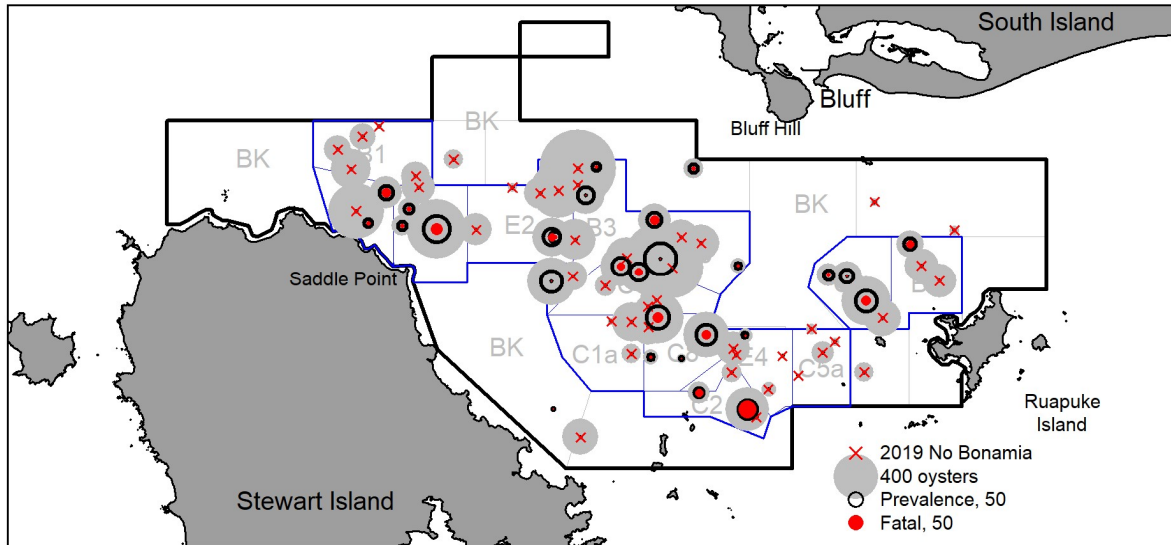 South Island
Bluff
Bluff Hill
BK
BK
BK
E2
B3
Saddle Point
BK
C1a
E4
C5a
C2
Ruapuke
Island
Stewart Island
2019 No Bonamia
400 oysters
Prevalence, 50
Fatal, 50